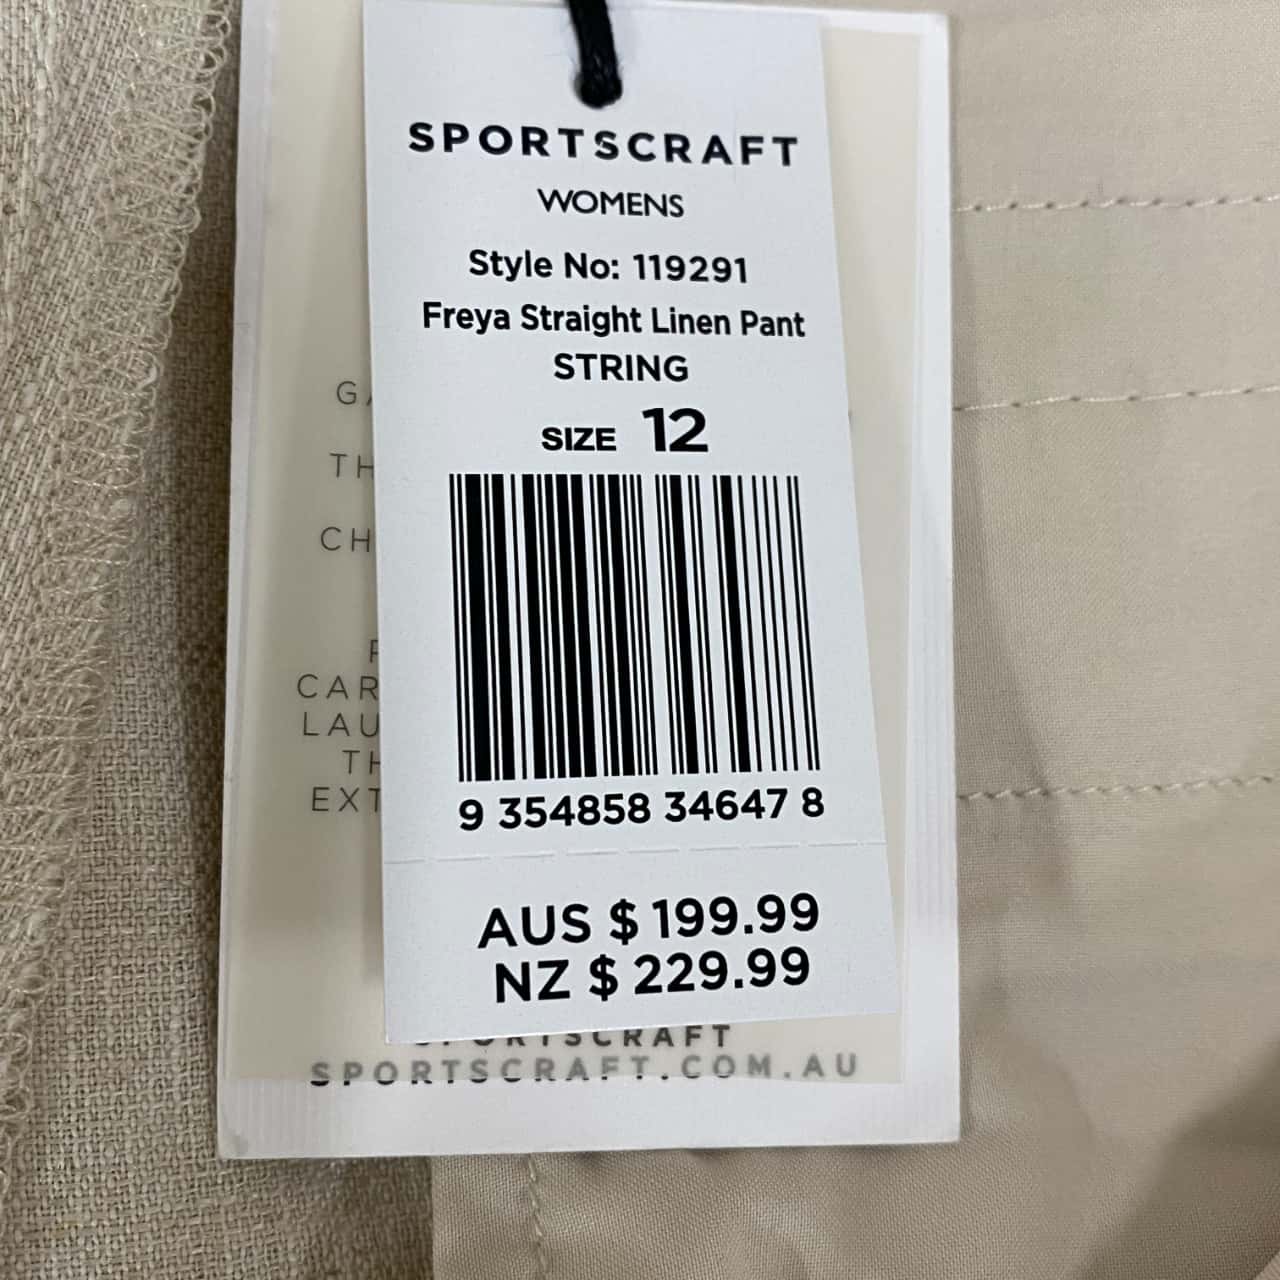 SPORTSCRAFT
WOMENS
Style No: 119291
Freya Straight Linen Pant
STRING
SIZE 12
9 354858 34647 8
AUS $ 199.99
NZ $ 229.99
SPORTSCRAFT
SPORTSCRAFT.COM.AU